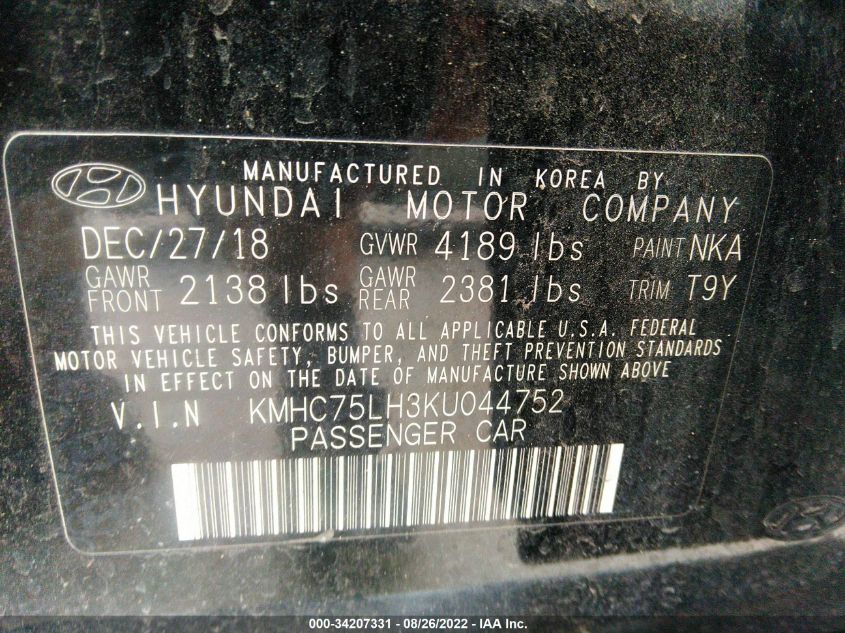 MANUFACTURED IN KOREA BY
HYUNDAI MOTOR COMPANY
DEC/27/18 GVWR 4189 lbs PAINT NKA
GAWR FRONT 2138 lbs GAWR REAR 2381 lbs TRIM T9Y
THIS VEHICLE CONFORMS TO ALL APPLICABLE U.S.A. FEDERAL
MOTOR VEHICLE SAFETY, BUMPER, AND THEFT PREVENTION STANDARDS
IN EFFECT ON THE DATE OF MANUFACTURE SHOWN ABOVE
V.I.N KMHC75LH3KU044752
PASSENGER CAR
000-34207331 - 08/26/2022 - IAA Inc.